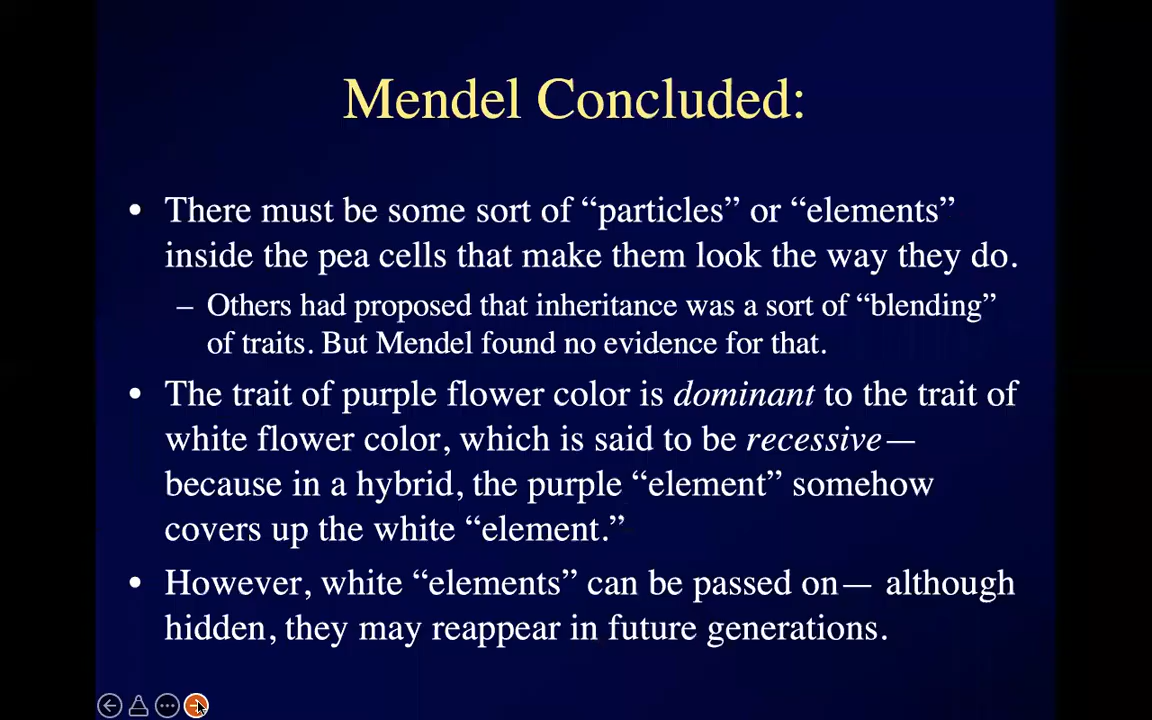 Mendel Concluded:
• There must be some sort of “particles” or “elements”
inside the pea cells that make them look the way they do.
– Others had proposed that inheritance was a sort of “blending”
of traits. But Mendel found no evidence for that.
• The trait of purple flower color is dominant to the trait of
white flower color, which is said to be recessive—
because in a hybrid, the purple “element” somehow
covers up the white “element.”
• However, white “elements” can be passed on— although
hidden, they may reappear in future generations.